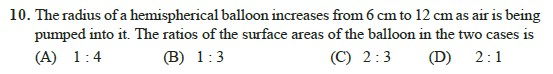 10. The radius of a hemispherical balloon increases from 6 cm to 12 cm as air is being
pumped into it. The ratios of the surface areas of the balloon in the two cases is
(A) 1 : 4 (B) 1 : 3 (C) 2 : 3 (D) 2 : 1